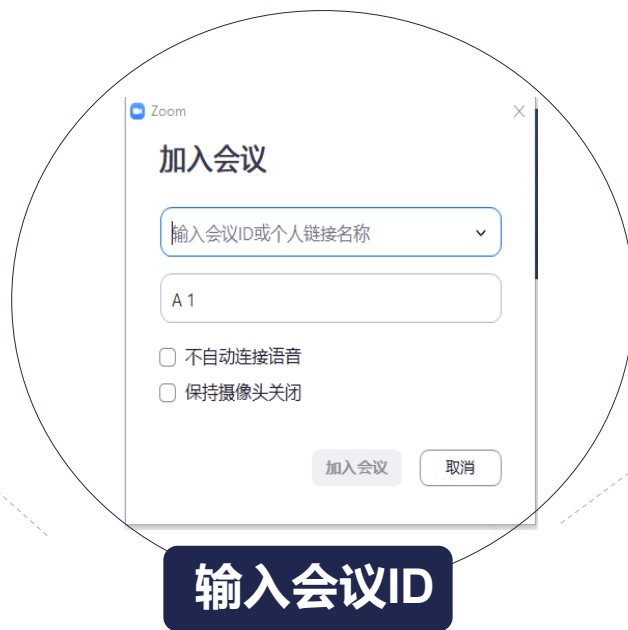 Zoom
加入会议
输入会议ID或个人链接名称
A 1
不自动连接语音
保持摄像头关闭
加入会议 取消
输入会议ID